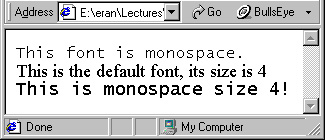 Address E:\eran\Lectures\ Go BullsEye
This font is monospace.
This is the default font, its size is 4
This is monospace size 4!
Done My Computer